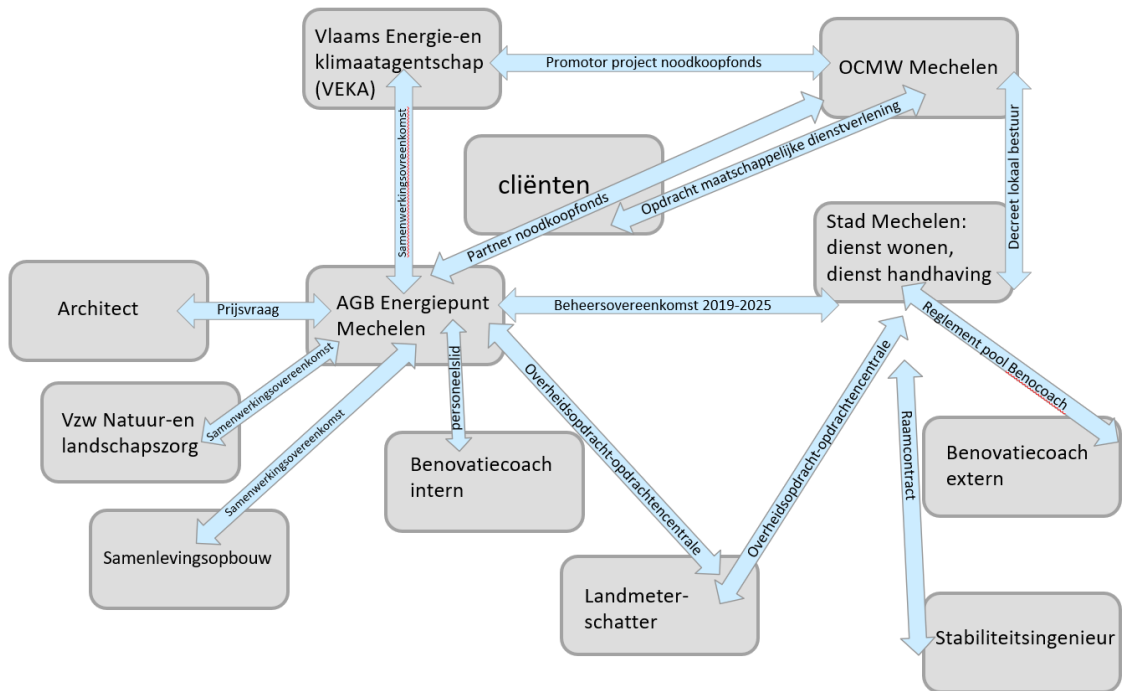 Vlaams Energie-en
klimaatagentschap
(VEKA)
Promotor project noodkoopfonds
OCMW Mechelen
Samenwerkingsovreenkomst
cliënten
Partner noodkoopfonds
Opdracht maatschappelijke dienstverlening
Decreet lokaal bestuur
Stad Mechelen:
dienst wonen,
dienst handhaving
Architect
Prijsvraag
AGB Energiepunt
Mechelen
Beheersovereenkomst 2019-2025
Reglement pool Benocoach
Vzw Natuur-en
landschapszorg
Samenwerkingsovereenkomst
Samenwerkingsovereenkomst
personeelslid
Overheidsopdracht-opdrachtencentrale
Overheidsopdracht-opdrachtencentrale
Raamcontract
Benovatiecoach
intern
Benovatiecoach
extern
Samenlevingsopbouw
Landmeter-
schatter
Stabiliteitsingenieur